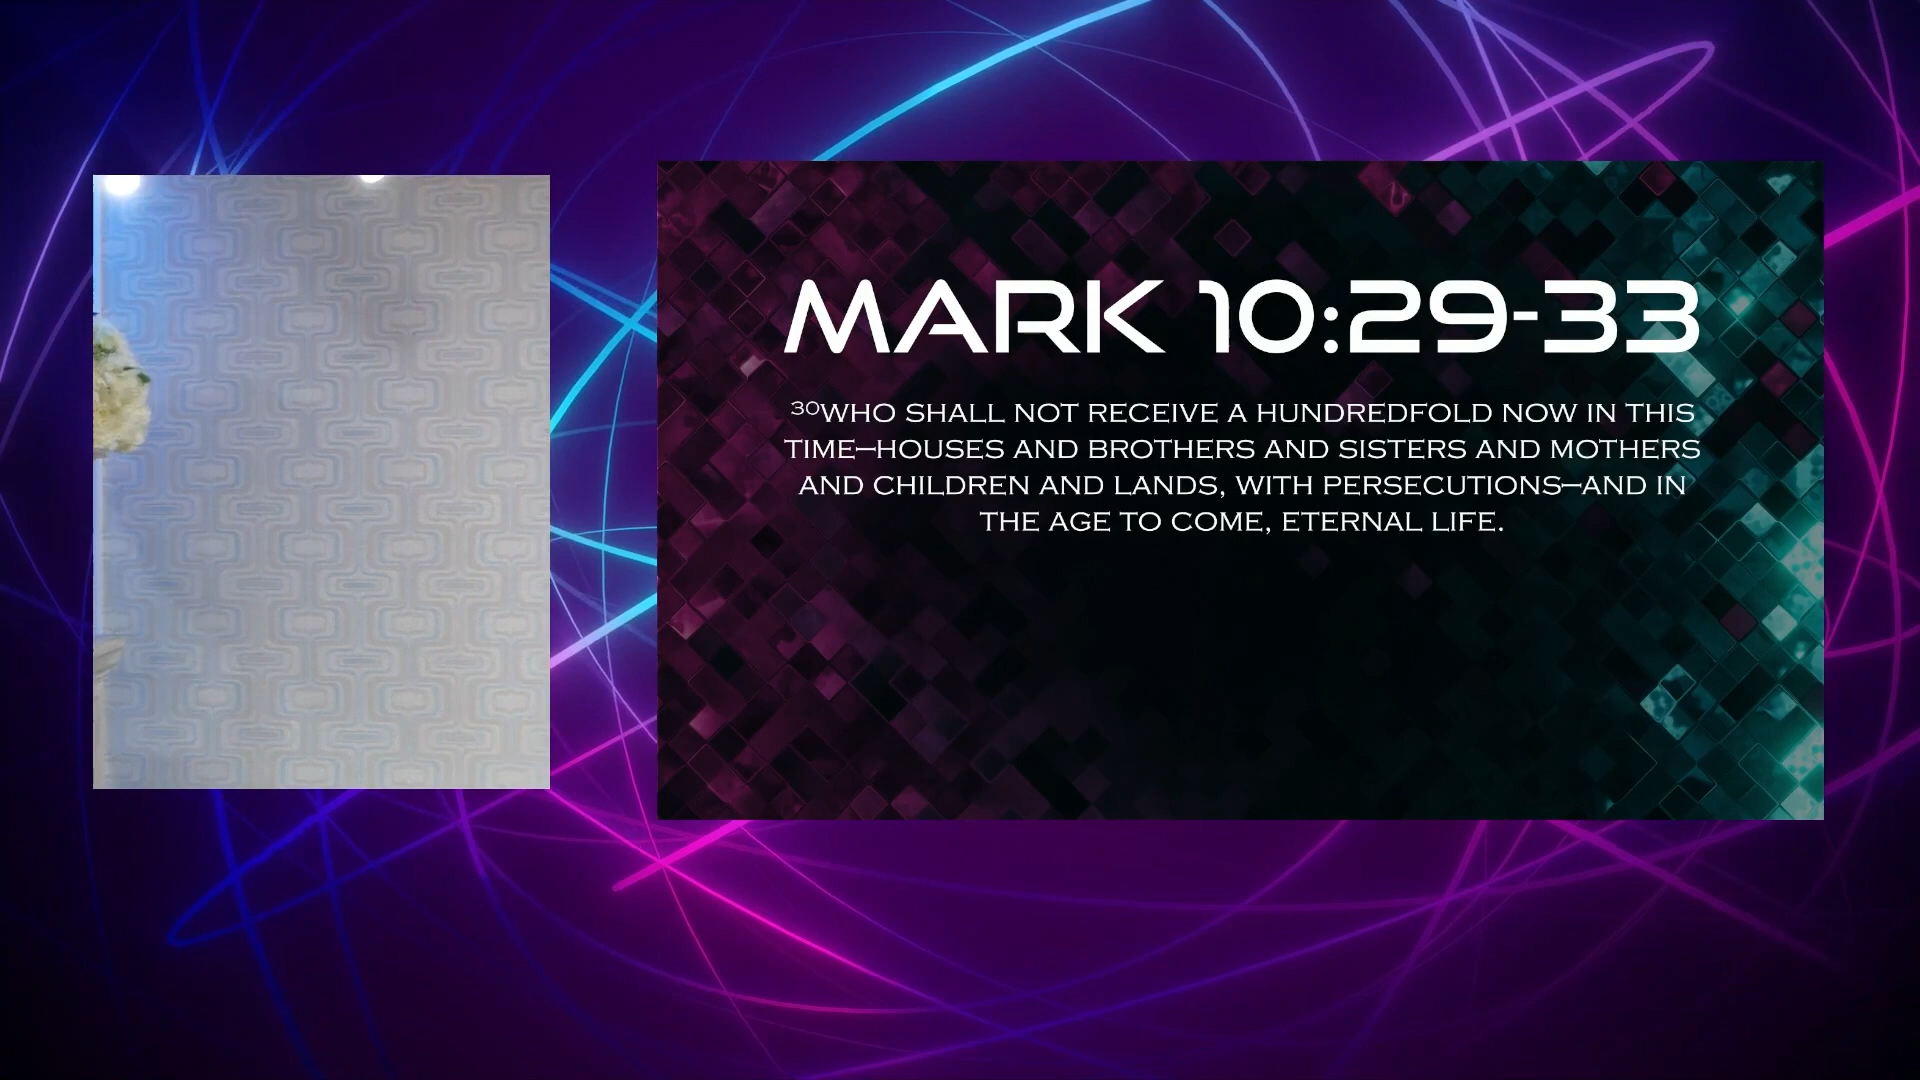 MARK 10:29-33
30WHO SHALL NOT RECEIVE A HUNDREDFOLD NOW IN THIS
TIME—HOUSES AND BROTHERS AND SISTERS AND MOTHERS
AND CHILDREN AND LANDS, WITH PERSECUTIONS—AND IN
THE AGE TO COME, ETERNAL LIFE.